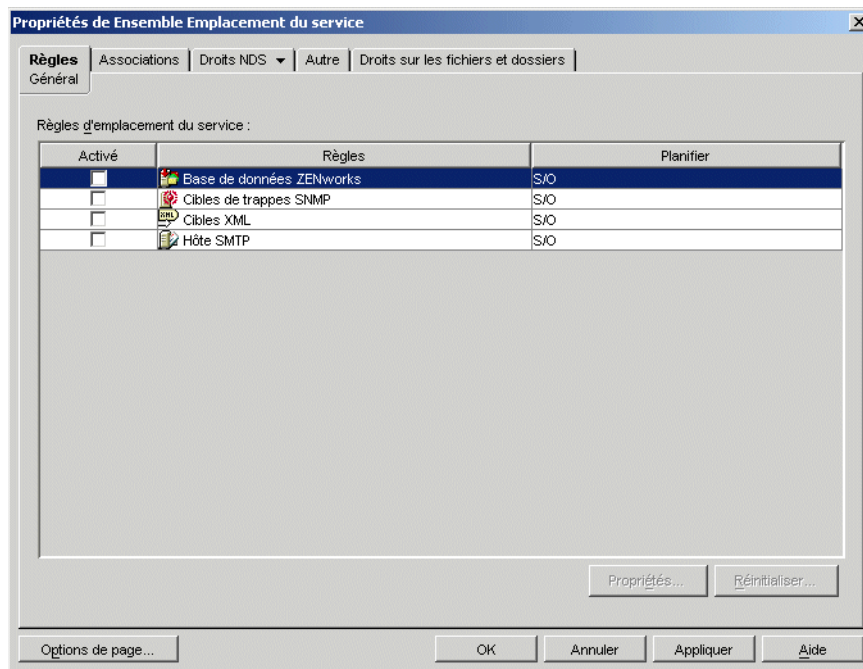 Propriétés de Ensemble Emplacement du service
Règles Associations Droits NDS Autre Droits sur les fichiers et dossiers
Général
Règles d'emplacement du service :
Activé Règles Planifier
Base de données ZENworks S/O
Cibles de trappes SNMP S/O
XML Cibles XML
Hôte SMTP S/O
Propriétés... Réinitialiser...
Options de page... OK Annuler Appliquer Aide